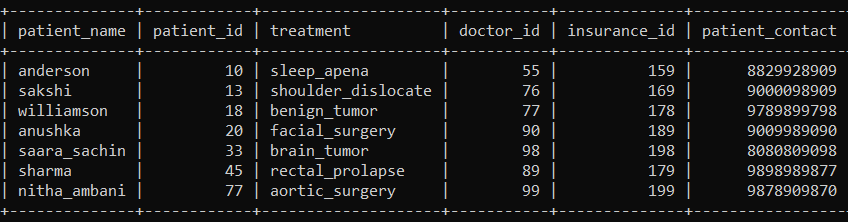 | patient_name | patient_id | treatment | doctor_id | insurance_id | patient_contact
| anderson | 10 | sleep_apena | 55 | 159 | 8829928909
| sakshi | 13 | shoulder_dislocate | 76 | 169 | 9000098909
| williamson | 18 | benign_tumor | 77 | 178 | 9789899798
| anushka | 20 | facial_surgery | 90 | 189 | 9009989090
| saara_sachin | 33 | brain_tumor | 98 | 198 | 8080809098
| sharma | 45 | rectal_prolapse | 89 | 179 | 9898989877
| nitha_ambani | 77 | aortic_surgery | 99 | 199 | 9878909870